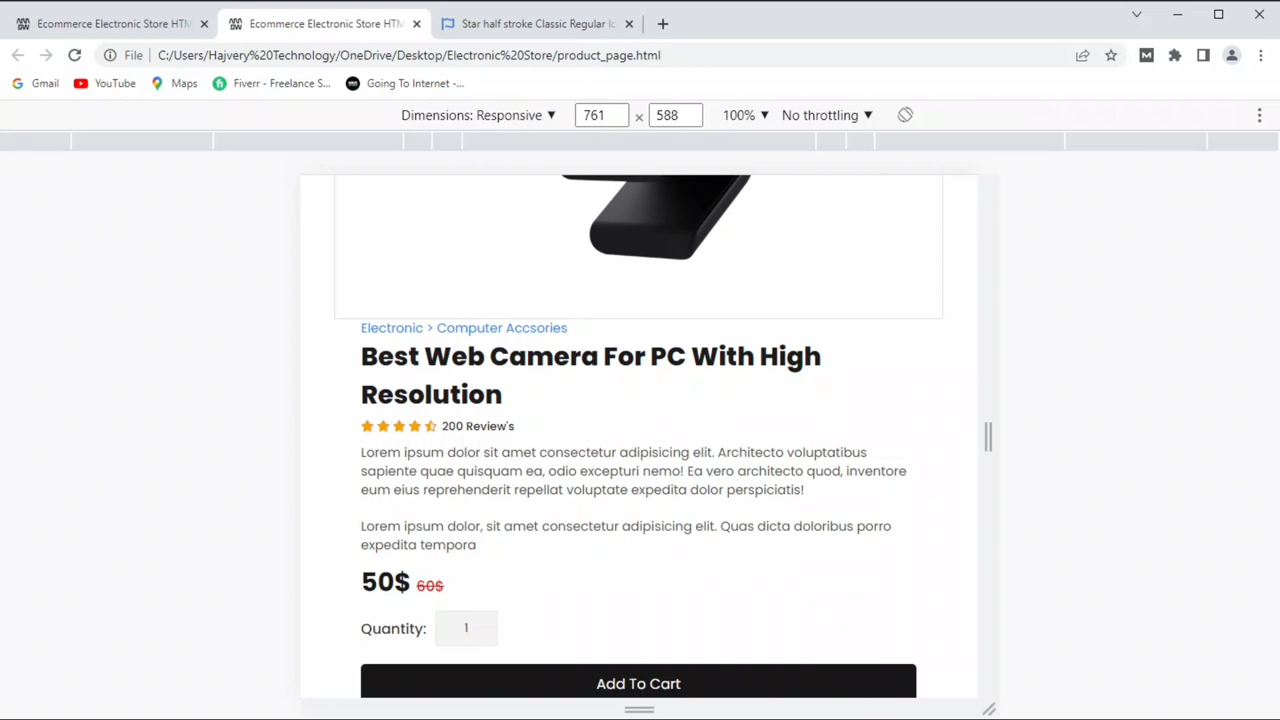 Ecommerce Electronic Store HTM
Ecommerce Electronic Store HTM
Star half stroke Classic Regular Ic
File
C:/Users/Hajvery%20Technology/OneDrive/Desktop/Electronic%20Store/product_page.html
Gmail
YouTube
Maps
Fiverr - Freelance S...
Going To Internet -...
Dimensions: Responsive
761
×
588
100%
No throttling
Electronic > Computer Accsories
Best Web Camera For PC With High
Resolution
200 Review's
Lorem ipsum dolor sit amet consectetur adipisicing elit. Architecto voluptatibus
sapiente quae quisquam ea, odio excepturi nemo! Ea vero architecto quod, inventore
eum eius reprehenderit repellat voluptate expedita dolor perspiciatis!
Lorem ipsum dolor, sit amet consectetur adipisicing elit. Quas dicta doloribus porro
expedita tempora
50$ 60$
Quantity: 1
Add To Cart